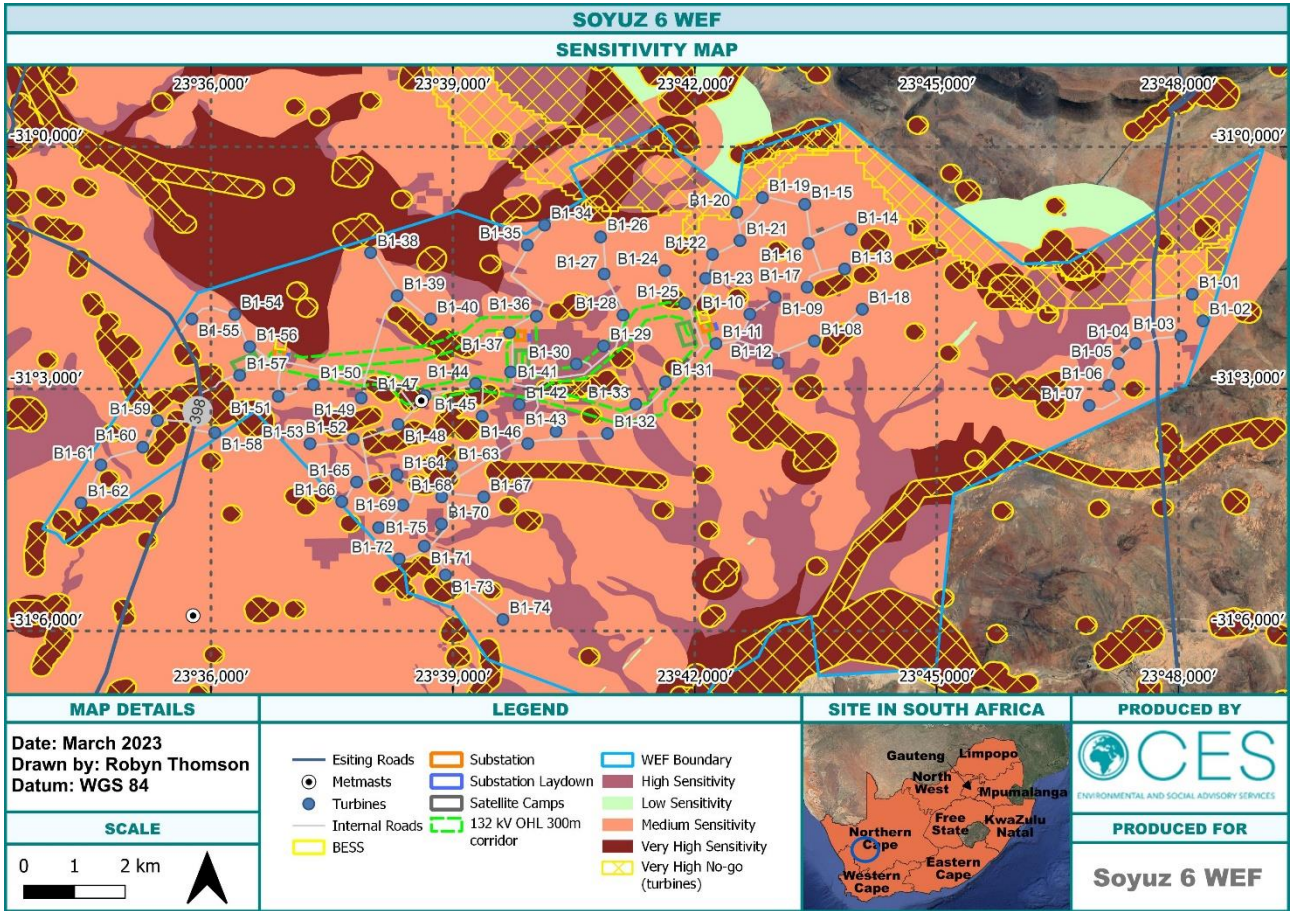 SOYUZ 6 WEF
SENSITIVITY MAP
23°36,000′ 23°39,000′ 23°42,000′ 23°45,000′ 23°48,000′
-31°0,000′ -31°0,000′
B1-19
B1-15
B1-20
B1-34
B1-26
B1-14
B1-35
B1-21
B1-38
B1-22
B1-16
B1-13
B1-27
B1-24
B1-17
B1-23
B1-39
B1-01
B1-25
B1-10
B1-09
B1-18
B1-40
B1-36
B1-28
B1-02
B1-54
B1-55
B1-56
B1-37
B1-29
B1-11
B1-08
B1-04
B1-03
B1-57
B1-30
B1-12
B1-05
-31°3,000′ -31°3,000′
B1-50
B1-47
B1-44
B1-41
B1-31
B1-06
B1-51
B1-49
B1-42
B1-33
B1-07
398
B1-59
B1-45
B1-60
B1-53
B1-52
B1-48
B1-46
B1-43
B1-32
B1-58
B1-61
B1-65
B1-64
B1-63
B1-62
B1-66
B1-69
B1-68
B1-67
B1-75
B1-70
B1-72
B1-71
B1-73
B1-74
-31°6,000′ -31°6,000′
23°36,000′ 23°39,000′ 23°42,000′ 23°45,000′ 23°48,000′
MAP DETAILS
Date: March 2023
Drawn by: Robyn Thomson
Datum: WGS 84
SCALE
0 1 2 km
LEGEND
Esiting Roads
Metmasts
Turbines
Internal Roads
BESS
Substation
Substation Laydown
Satellite Camps
132 kV OHL 300m
corridor
WEF Boundary
High Sensitivity
Low Sensitivity
Medium Sensitivity
Very High Sensitivity
Very High No-go
(turbines)
SITE IN SOUTH AFRICA
Gauteng
Limpopo
North
West
Mpumalanga
Free
State
KwaZulu
Natal
Northern
Cape
Eastern
Cape
Western
Cape
PRODUCED BY
CES
ENVIRONMENTAL AND SOCIAL ADVISORY SERVICES
PRODUCED FOR
Soyuz 6 WEF